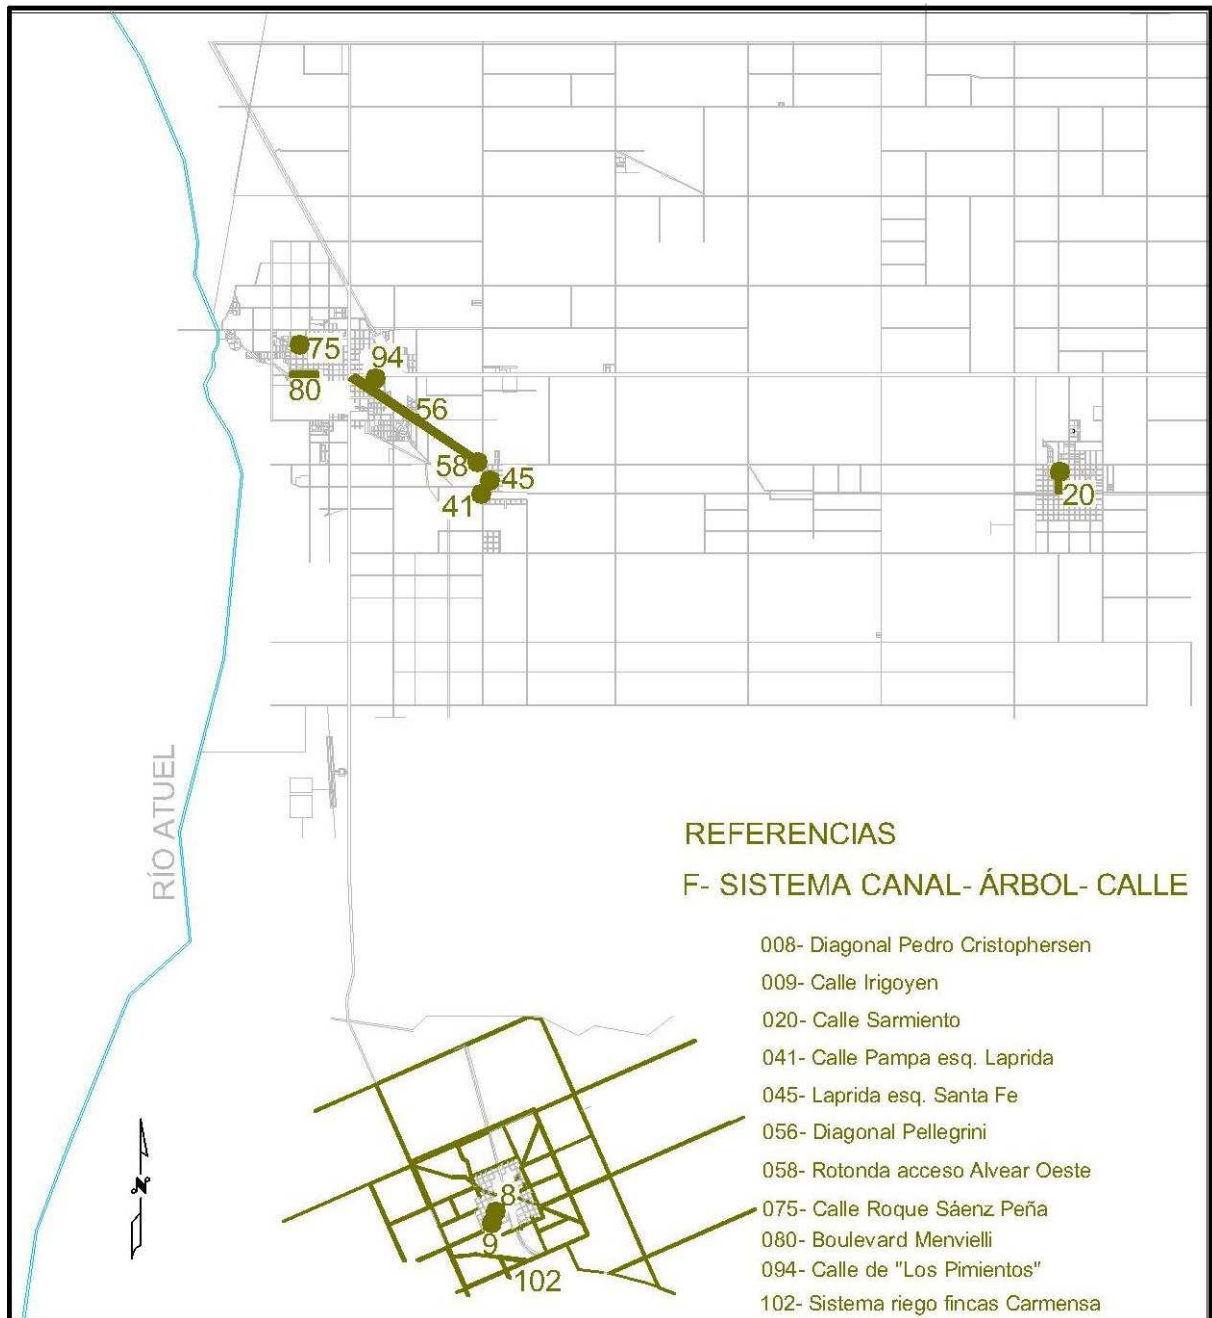 75
94
80
56
58
45
41
20
RÍO ATUEL
REFERENCIAS
F- SISTEMA CANAL- ÁRBOL- CALLE
008- Diagonal Pedro Cristophersen
009- Calle Irigoyen
020- Calle Sarmiento
041- Calle Pampa esq. Laprida
045- Laprida esq. Santa Fe
056- Diagonal Pellegrini
058- Rotonda acceso Alvear Oeste
075- Calle Roque Sáenz Peña
080- Boulevard Menvielli
094- Calle de "Los Pimientos"
102- Sistema riego fincas Carmensa
N
8
9
102